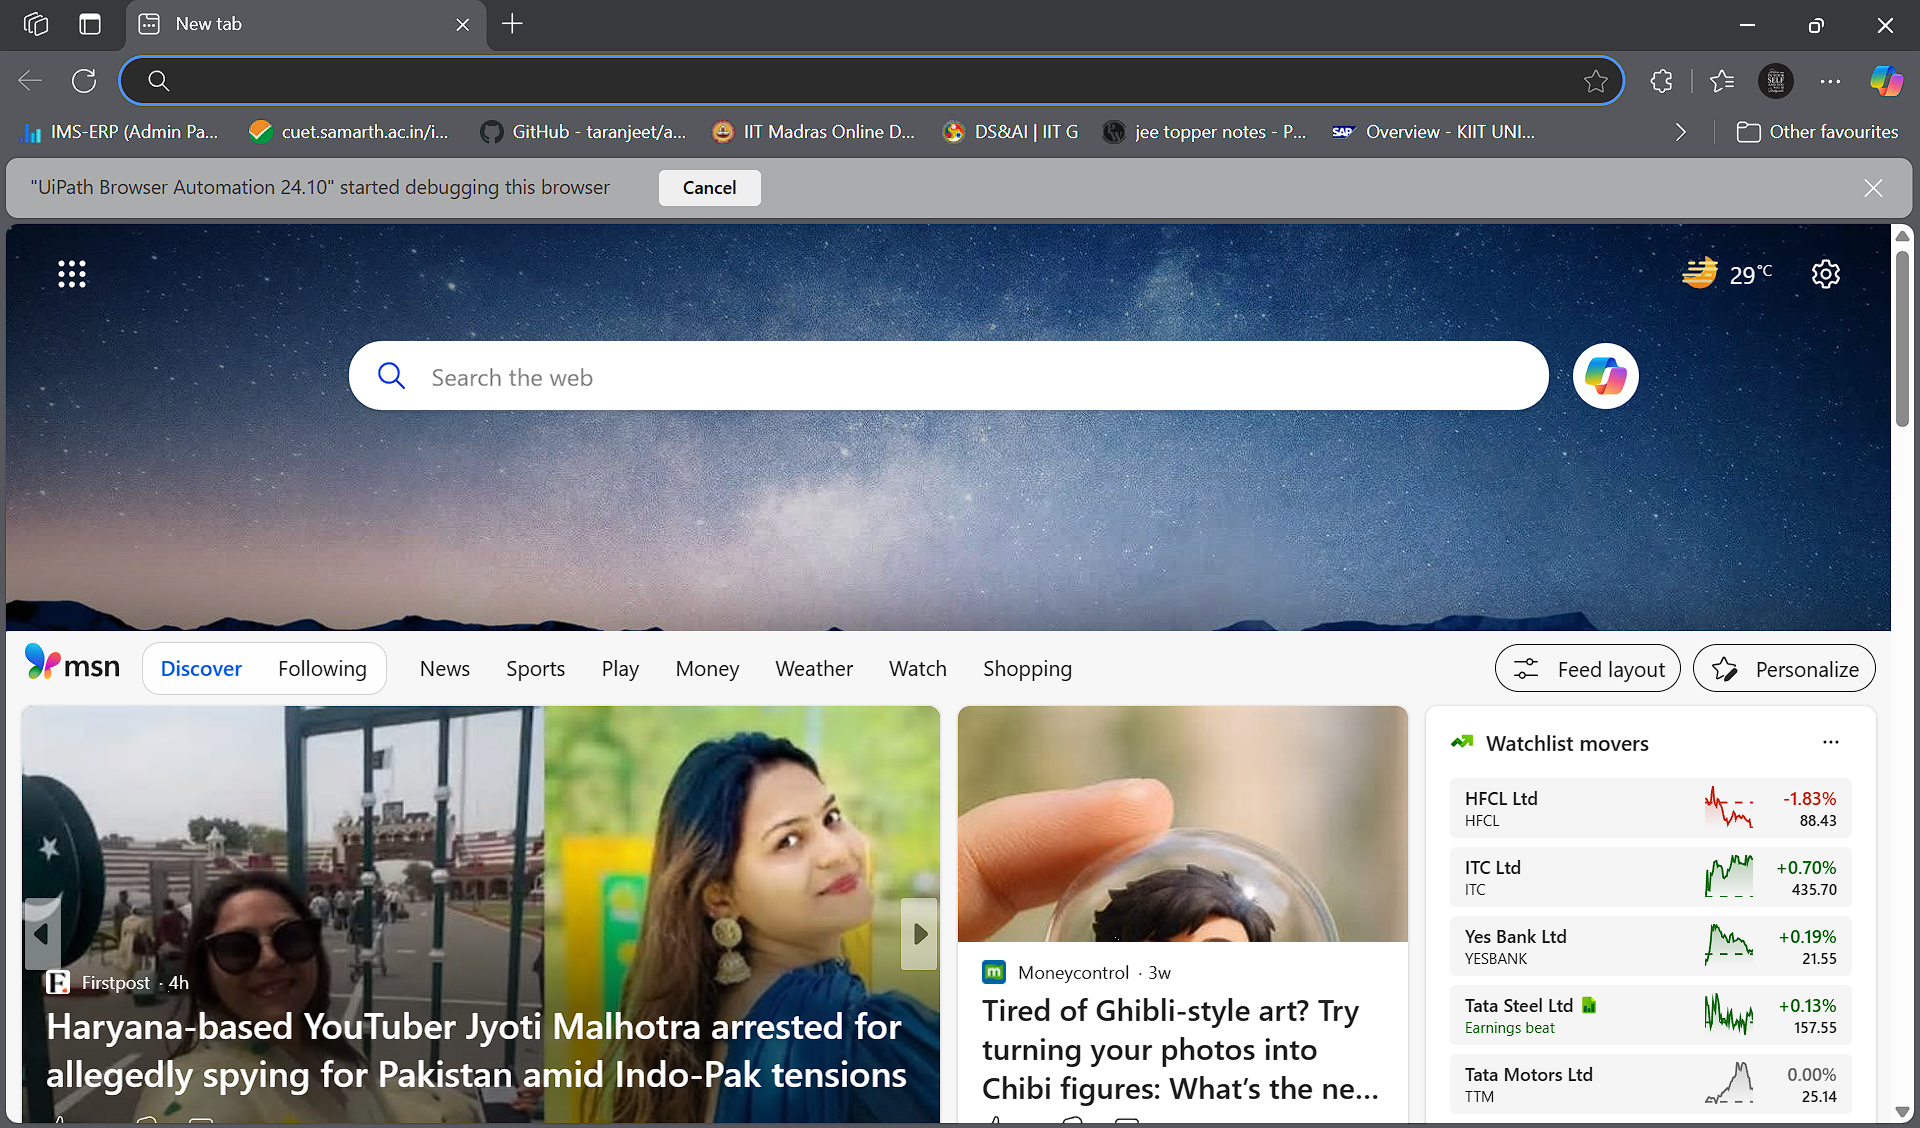 New tab
IMS-ERP (Admin Pa...
cuet.samarth.ac.in/i...
GitHub - taranjeet/a...
IIT Madras Online D...
DS&AI | IIT G
jee topper notes - P...
SAP Overview - KIIT UNI...
Other favourites
"UiPath Browser Automation 24.10" started debugging this browser
Cancel
29°C
Search the web
msn
Discover
Following
News
Sports
Play
Money
Weather
Watch
Shopping
Feed layout
Personalize
Firstpost · 4h
Haryana-based YouTuber Jyoti Malhotra arrested for
allegedly spying for Pakistan amid Indo-Pak tensions
m Moneycontrol · 3w
Tired of Ghibli-style art? Try
turning your photos into
Chibi figures: What's the ne...
Watchlist movers
HFCL Ltd -1.83%
HFCL 88.43
ITC Ltd +0.70%
ITC 435.70
Yes Bank Ltd +0.19%
YESBANK 21.55
Tata Steel Ltd +0.13%
Earnings beat 157.55
Tata Motors Ltd 0.00%
TTM 25.14